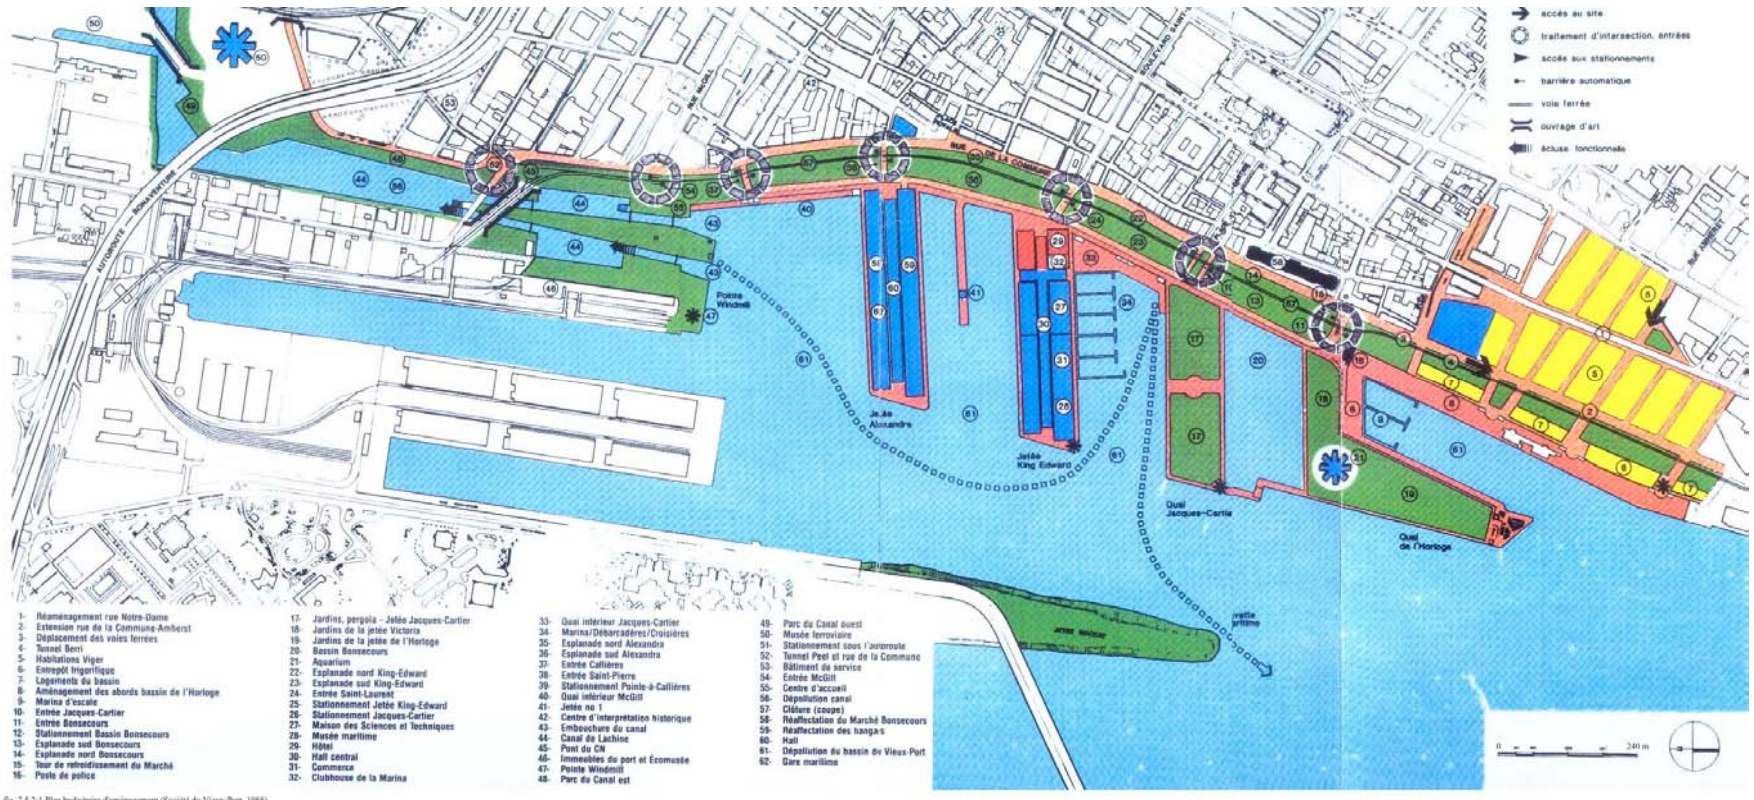 accès au site
traitement d'intersection, entrées
accès aux stationnements
barrière automatique
voie ferrée
ouvrage d'art
écluse fonctionnelle
AUTOROUTE BONAVENTURE
RUE McGILL
RUE DE LA COMMUNE
RUE AMHERST
Pointe
Windmill
Jetée
Alexandre
Jetée
King Edward
Quai
Jacques-Cartie
Quai
de l'Horloge
0 240 m
1- Réaménagement rue Notre-Dame
2- Extension rue de la Commune-Amherst
3- Déplacement des voies ferrées
4- Tunnel Berri
5- Habitations Viger
6- Entrepôt frigorifique
7- Logements du bassin
8- Aménagement des abords bassin de l'Horloge
9- Marina d'escale
10- Entrée Jacques-Cartier
11- Entrée Bonsecours
12- Stationnement Bassin Bonsecours
13- Esplanade sud Bonsecours
14- Esplanade nord Bonsecours
15- Tour de refroidissement du Marché
16- Poste de police
17- Jardins, pergola - Jetée Jacques-Cartier
18- Jardins de la jetée Victoria
19- Jardins de la jetée de l'Horloge
20- Bassin Bonsecours
21- Aquarium
22- Esplanade nord King-Edward
23- Esplanade sud King-Edward
24- Entrée Saint-Laurent
25- Stationnement Jetée King-Edward
26- Stationnement Jacques-Cartier
27- Maison des Sciences et Techniques
28- Musée maritime
29- Hôtel
30- Hall central
31- Commerce
32- Clubhouse de la Marina
33- Quai intérieur Jacques-Cartier
34- Marina/Débarcadères/Croisières
35- Esplanade nord Alexandra
36- Esplanade sud Alexandra
37- Entrée Callières
38- Entrée Saint-Pierre
39- Stationnement Pointe-à-Callières
40- Quai intérieur McGill
41- Jetée no 1
42- Centre d'interprétation historique
43- Embouchure du canal
44- Canal de Lachine
45- Pont du CN
46- Immeubles du port et Écomusée
47- Pointe Windmill
48- Parc du Canal est
49- Parc du Canal ouest
50- Musée ferroviaire
51- Stationnement sous l'autoroute
52- Tunnel Peel et rue de la Commune
53- Bâtiment de service
54- Entrée McGill
55- Centre d'accueil
56- Dépollution canal
57- Clôture (coupe)
58- Réaffectation du Marché Bonsecours
59- Réaffectation des hangars
60- Hall
61- Dépollution du bassin de Vieux-Port
62- Gare maritime